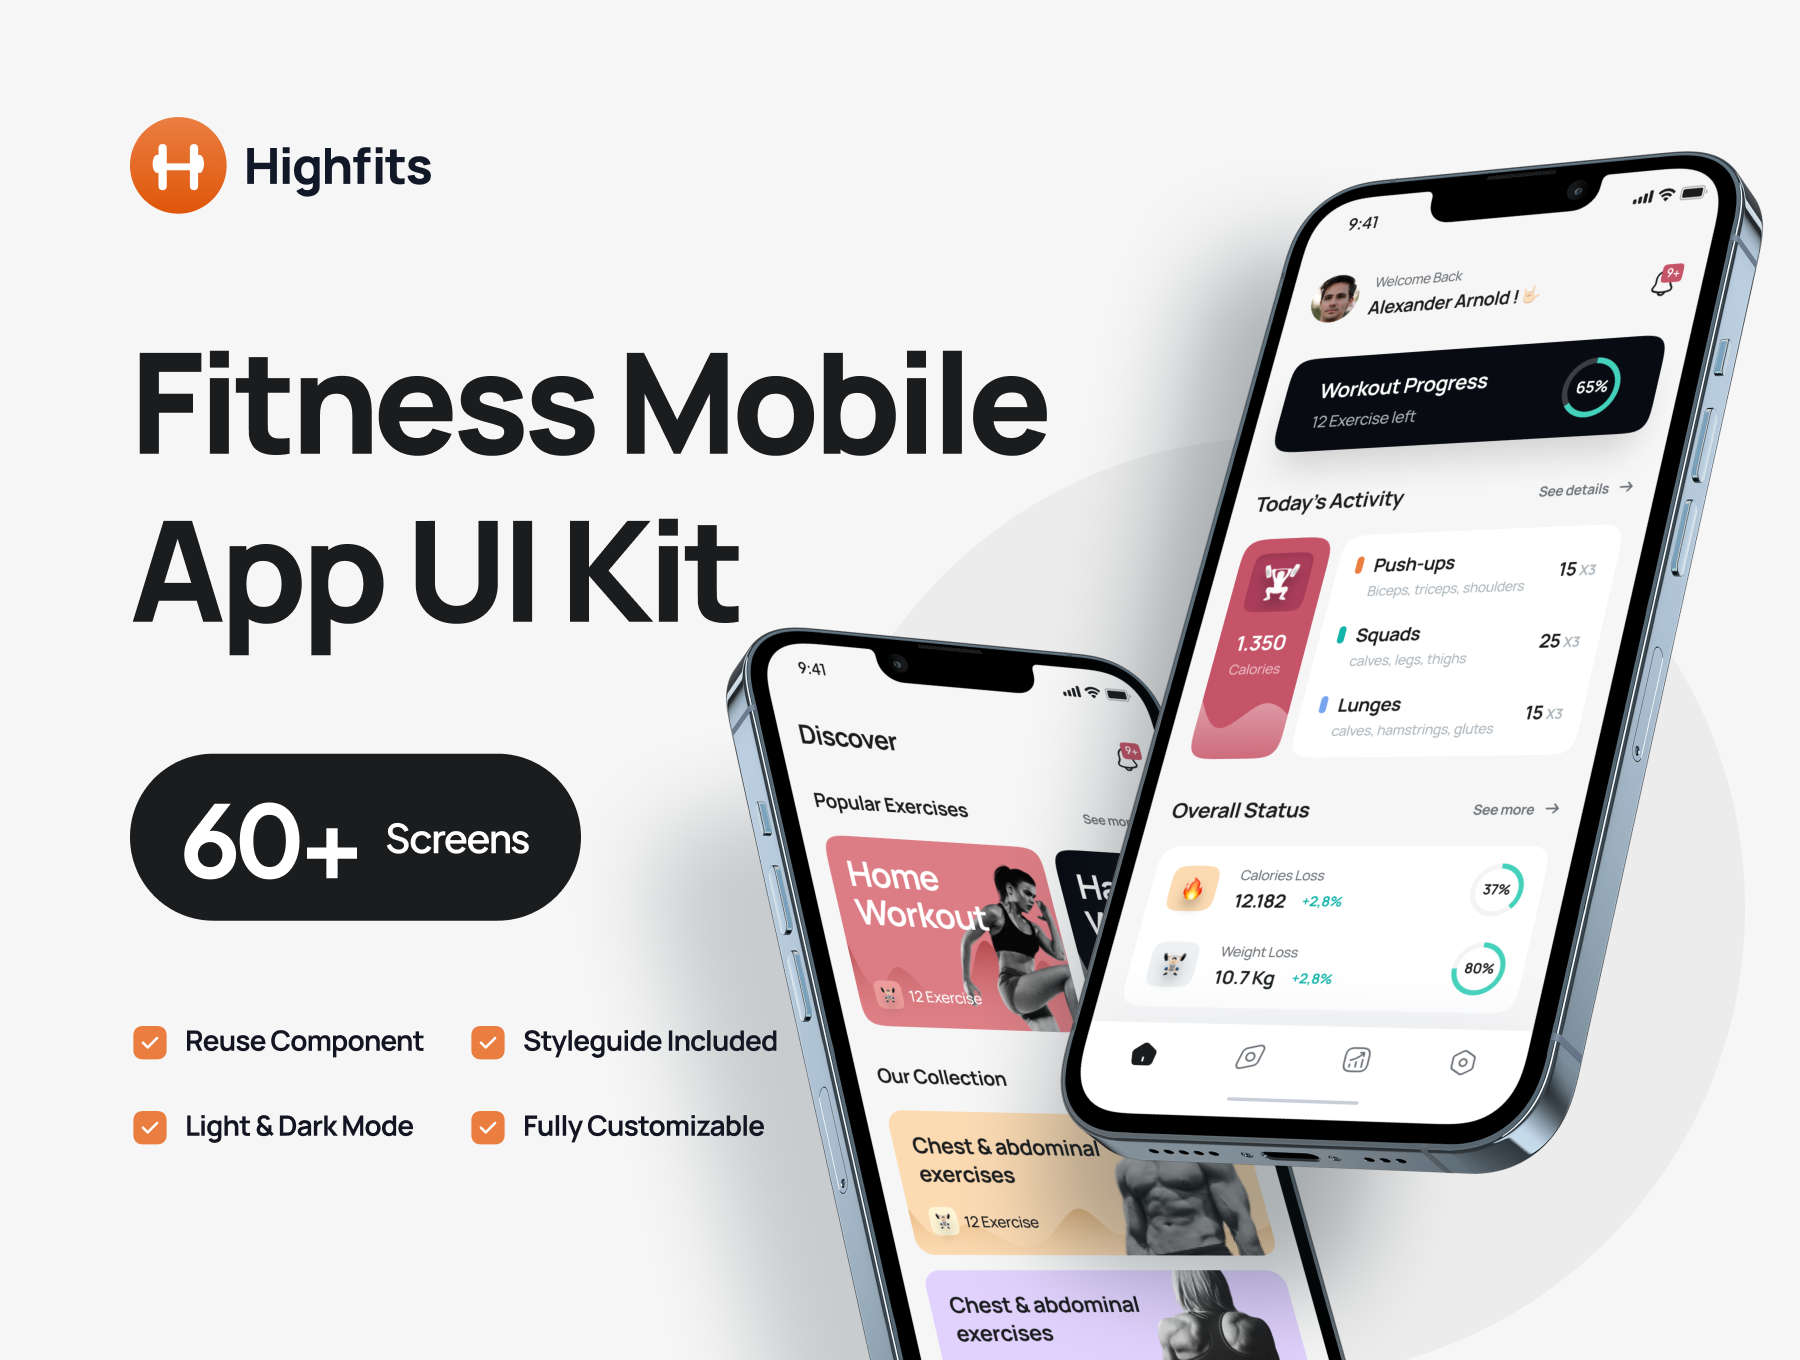 Highfits
Fitness Mobile
App UI Kit
60+ Screens
Reuse Component
Styleguide Included
Light & Dark Mode
Fully Customizable
9:41
Discover
9+
Popular Exercises
See mor
Home
Workout
12 Exercise
Ha
Our Collection
Chest & abdominal
exercises
12 Exercise
Chest & abdominal
exercises
9:41
Welcome Back
Alexander Arnold !
9+
Workout Progress
12 Exercise left
65%
Today's Activity
See details
1.350
Calories
Push-ups
15 X3
Biceps, triceps, shoulders
Squads
25 X3
calves, legs, thighs
Lunges
15 X3
calves, hamstrings, glutes
Overall Status
See more
Calories Loss
12.182 +2,8%
37%
Weight Loss
10.7 Kg +2,8%
80%